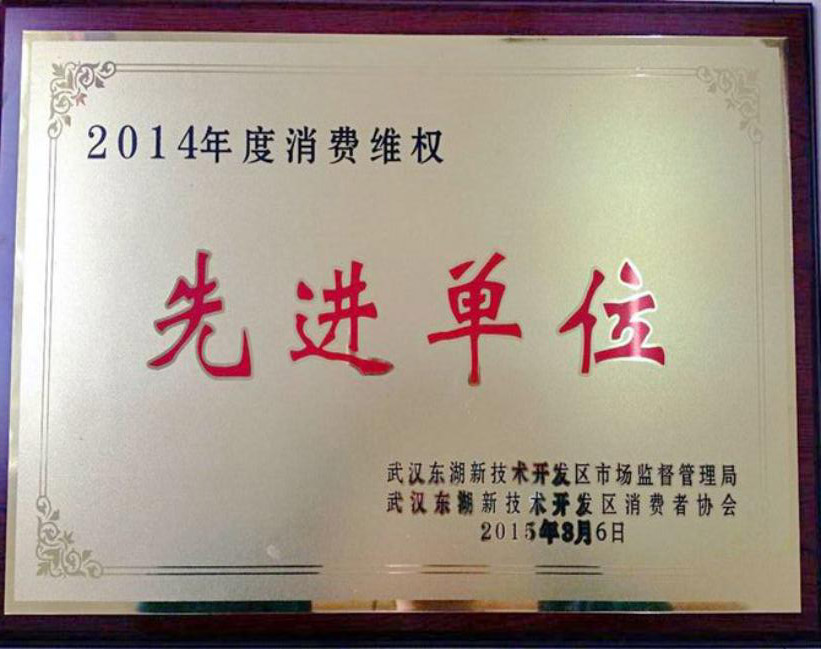 2014年度消费维权
先进单位
武汉东湖新技术开发区市场监督管理局
武汉东湖新技术开发区消费者协会
2015年3月6日